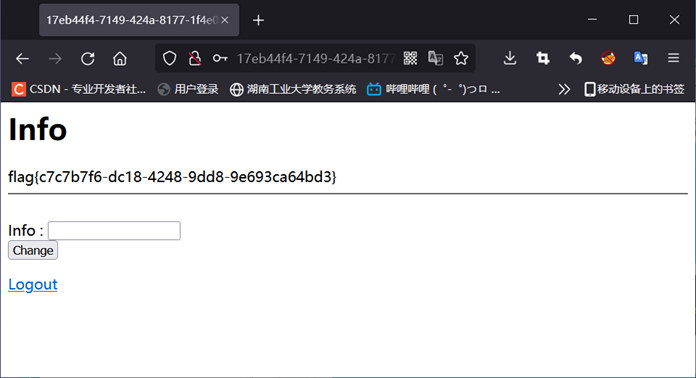 17eb44f4-7149-424a-8177-1f4e0
17eb44f4-7149-424a-8177
CSDN - 专业开发者社... 用户登录 湖南工业大学教务系统 哔哩哔哩 ( ゜- ゜)つロ ... 移动设备上的书签
Info
flag{c7c7b7f6-dc18-4248-9dd8-9e693ca64bd3}
Info :
Change
Logout